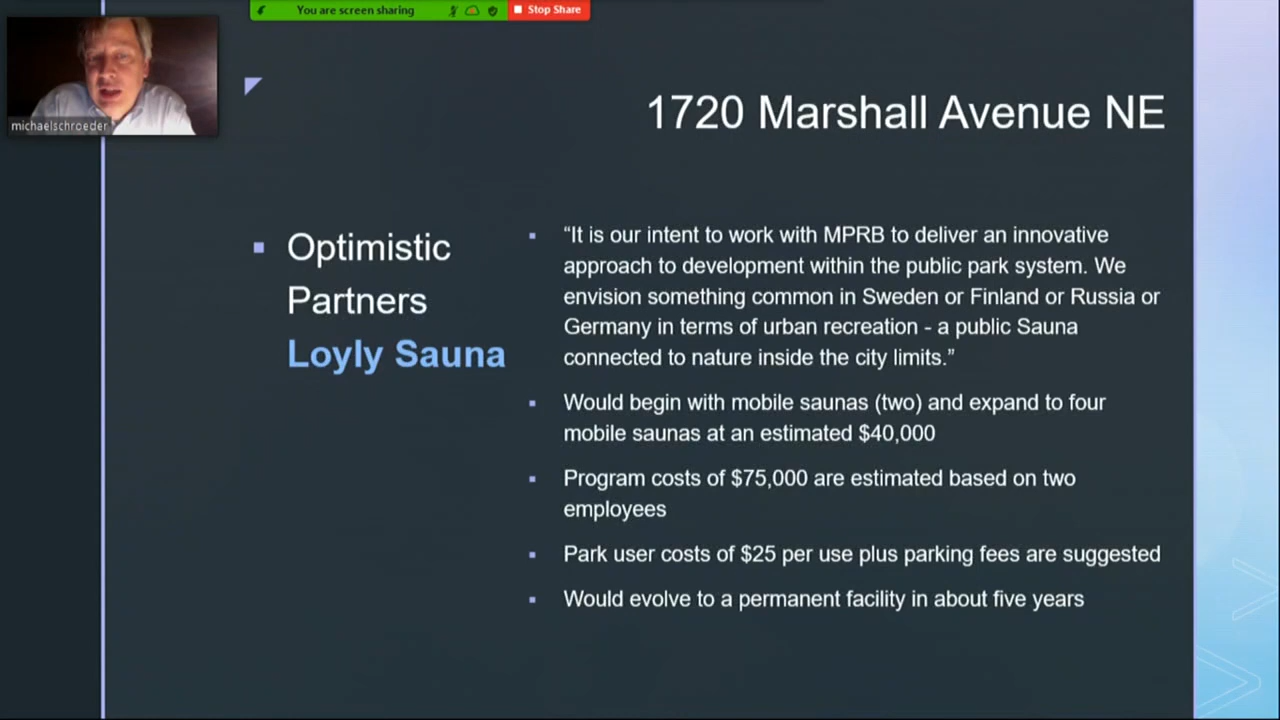 You are screen sharing
Stop Share
michaelschroeder
1720 Marshall Avenue NE
Optimistic
Partners
Loyly Sauna
“It is our intent to work with MPRB to deliver an innovative
approach to development within the public park system. We
envision something common in Sweden or Finland or Russia or
Germany in terms of urban recreation - a public Sauna
connected to nature inside the city limits.”
Would begin with mobile saunas (two) and expand to four
mobile saunas at an estimated $40,000
Program costs of $75,000 are estimated based on two
employees
Park user costs of $25 per use plus parking fees are suggested
Would evolve to a permanent facility in about five years